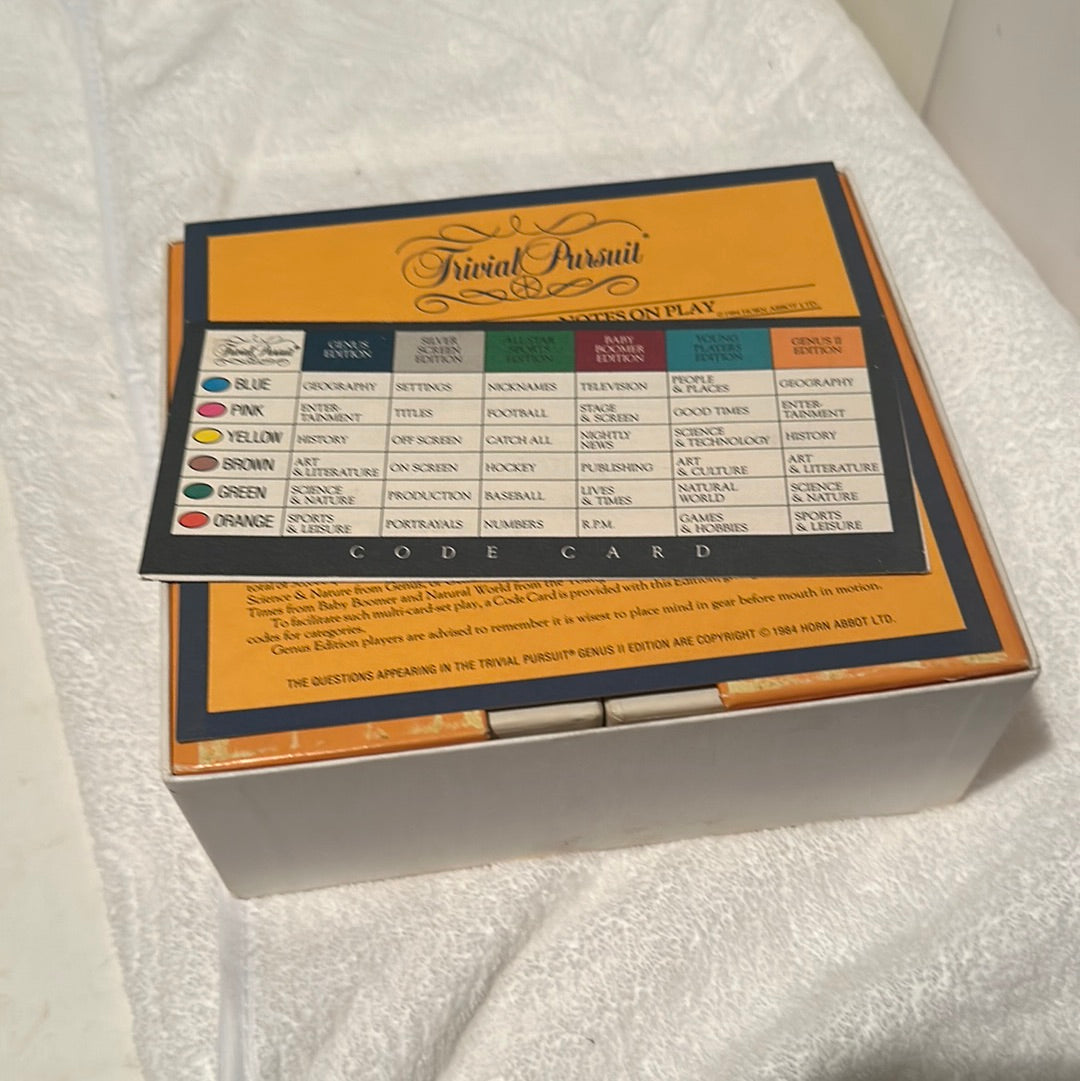 Trivial Pursuit®
NOTES ON PLAY © 1984 HORN ABBOT LTD.
Trivial Pursuit GENUS EDITION SILVER SCREEN EDITION ALL-STAR SPORTS EDITION BABY BOOMER EDITION YOUNG PLAYERS EDITION GENUS II EDITION
BLUE GEOGRAPHY SETTINGS NICKNAMES TELEVISION PEOPLE & PLACES GEOGRAPHY
PINK ENTER-TAINMENT TITLES FOOTBALL STAGE & SCREEN GOOD TIMES ENTER-TAINMENT
YELLOW HISTORY OFF SCREEN CATCH ALL NIGHTLY NEWS SCIENCE & TECHNOLOGY HISTORY
BROWN ART & LITERATURE ON SCREEN HOCKEY PUBLISHING ART & CULTURE ART & LITERATURE
GREEN SCIENCE & NATURE PRODUCTION BASEBALL LIVES & TIMES NATURAL WORLD SCIENCE & NATURE
ORANGE SPORTS & LEISURE PORTRAYALS NUMBERS R.P.M. GAMES & HOBBIES SPORTS & LEISURE
CODE CARD
Science & Nature from Genus, or
Times from Baby Boomer and Natural World from the Young
To facilitate such multi-card-set play, a Code Card is provided with this Edition,
codes for categories.
Genus Edition players are advised to remember it is wisest to place mind in gear before mouth in motion.
THE QUESTIONS APPEARING IN THE TRIVIAL PURSUIT® GENUS II EDITION ARE COPYRIGHT © 1984 HORN ABBOT LTD.